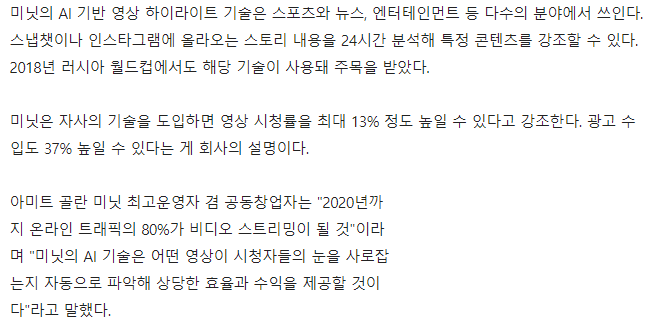 미닛의 AI 기반 영상 하이라이트 기술은 스포츠와 뉴스, 엔터테인먼트 등 다수의 분야에서 쓰인다.
스냅챗이나 인스타그램에 올라오는 스토리 내용을 24시간 분석해 특정 콘텐츠를 강조할 수 있다.
2018년 러시아 월드컵에서도 해당 기술이 사용돼 주목을 받았다.
미닛은 자사의 기술을 도입하면 영상 시청률을 최대 13% 정도 높일 수 있다고 강조한다. 광고 수
입도 37% 높일 수 있다는 게 회사의 설명이다.
아미트 골란 미닛 최고운영자 겸 공동창업자는 "2020년까
지 온라인 트래픽의 80%가 비디오 스트리밍이 될 것"이라
며 "미닛의 AI 기술은 어떤 영상이 시청자들의 눈을 사로잡
는지 자동으로 파악해 상당한 효율과 수익을 제공할 것이
다"라고 말했다.